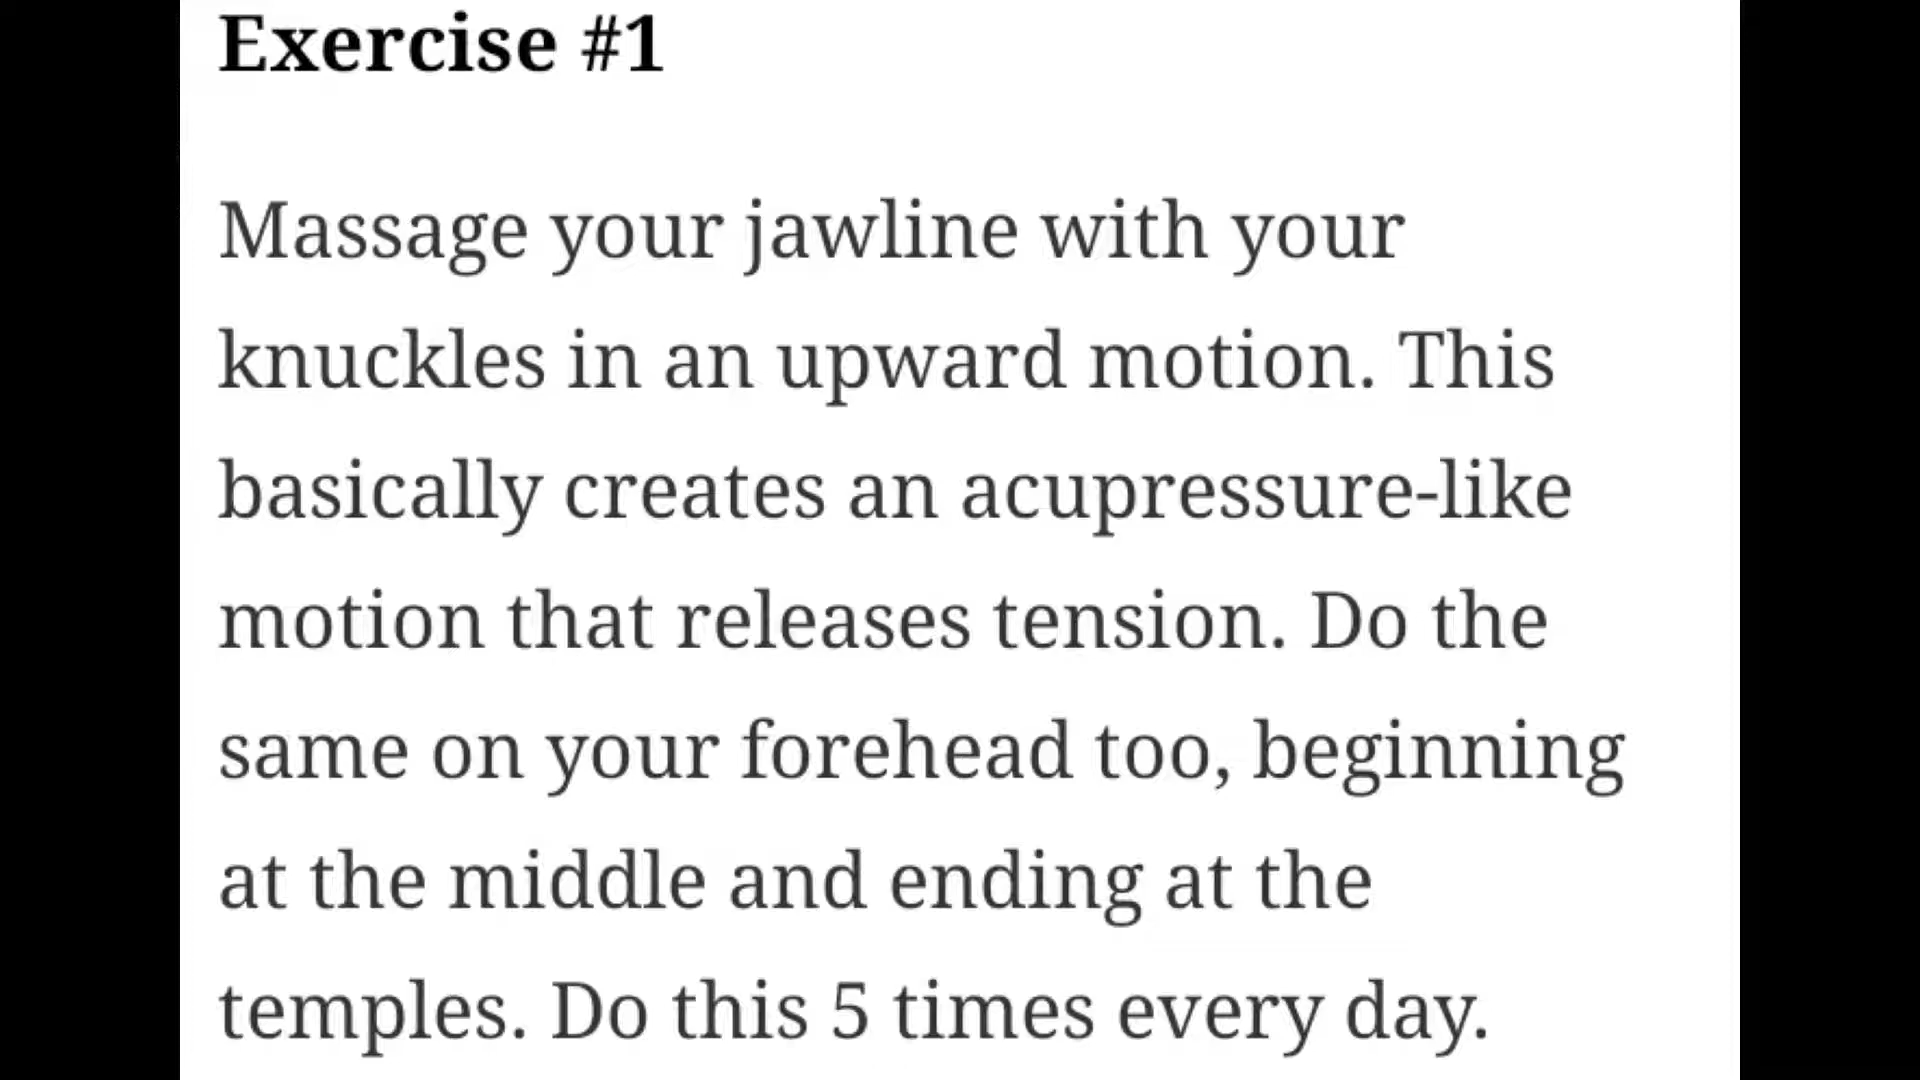 Exercise #1
Massage your jawline with your
knuckles in an upward motion. This
basically creates an acupressure-like
motion that releases tension. Do the
same on your forehead too, beginning
at the middle and ending at the
temples. Do this 5 times every day.